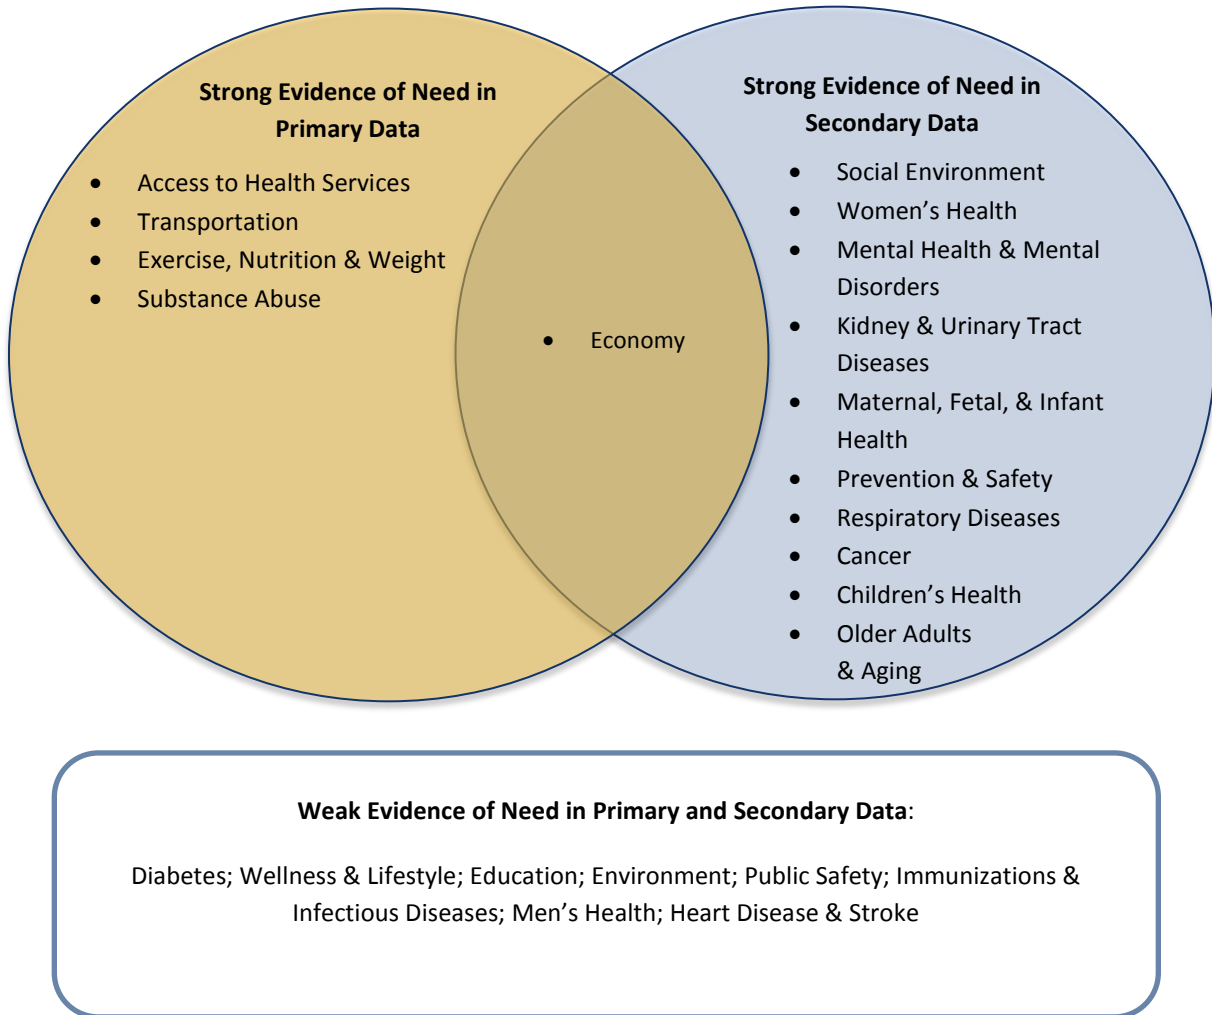 Strong Evidence of Need in
Primary Data
• Access to Health Services
• Transportation
• Exercise, Nutrition & Weight
• Substance Abuse
• Economy
Strong Evidence of Need in
Secondary Data
• Social Environment
• Women’s Health
• Mental Health & Mental
Disorders
• Kidney & Urinary Tract
Diseases
• Maternal, Fetal, & Infant
Health
• Prevention & Safety
• Respiratory Diseases
• Cancer
• Children’s Health
• Older Adults
& Aging
Weak Evidence of Need in Primary and Secondary Data:
Diabetes; Wellness & Lifestyle; Education; Environment; Public Safety; Immunizations &
Infectious Diseases; Men’s Health; Heart Disease & Stroke